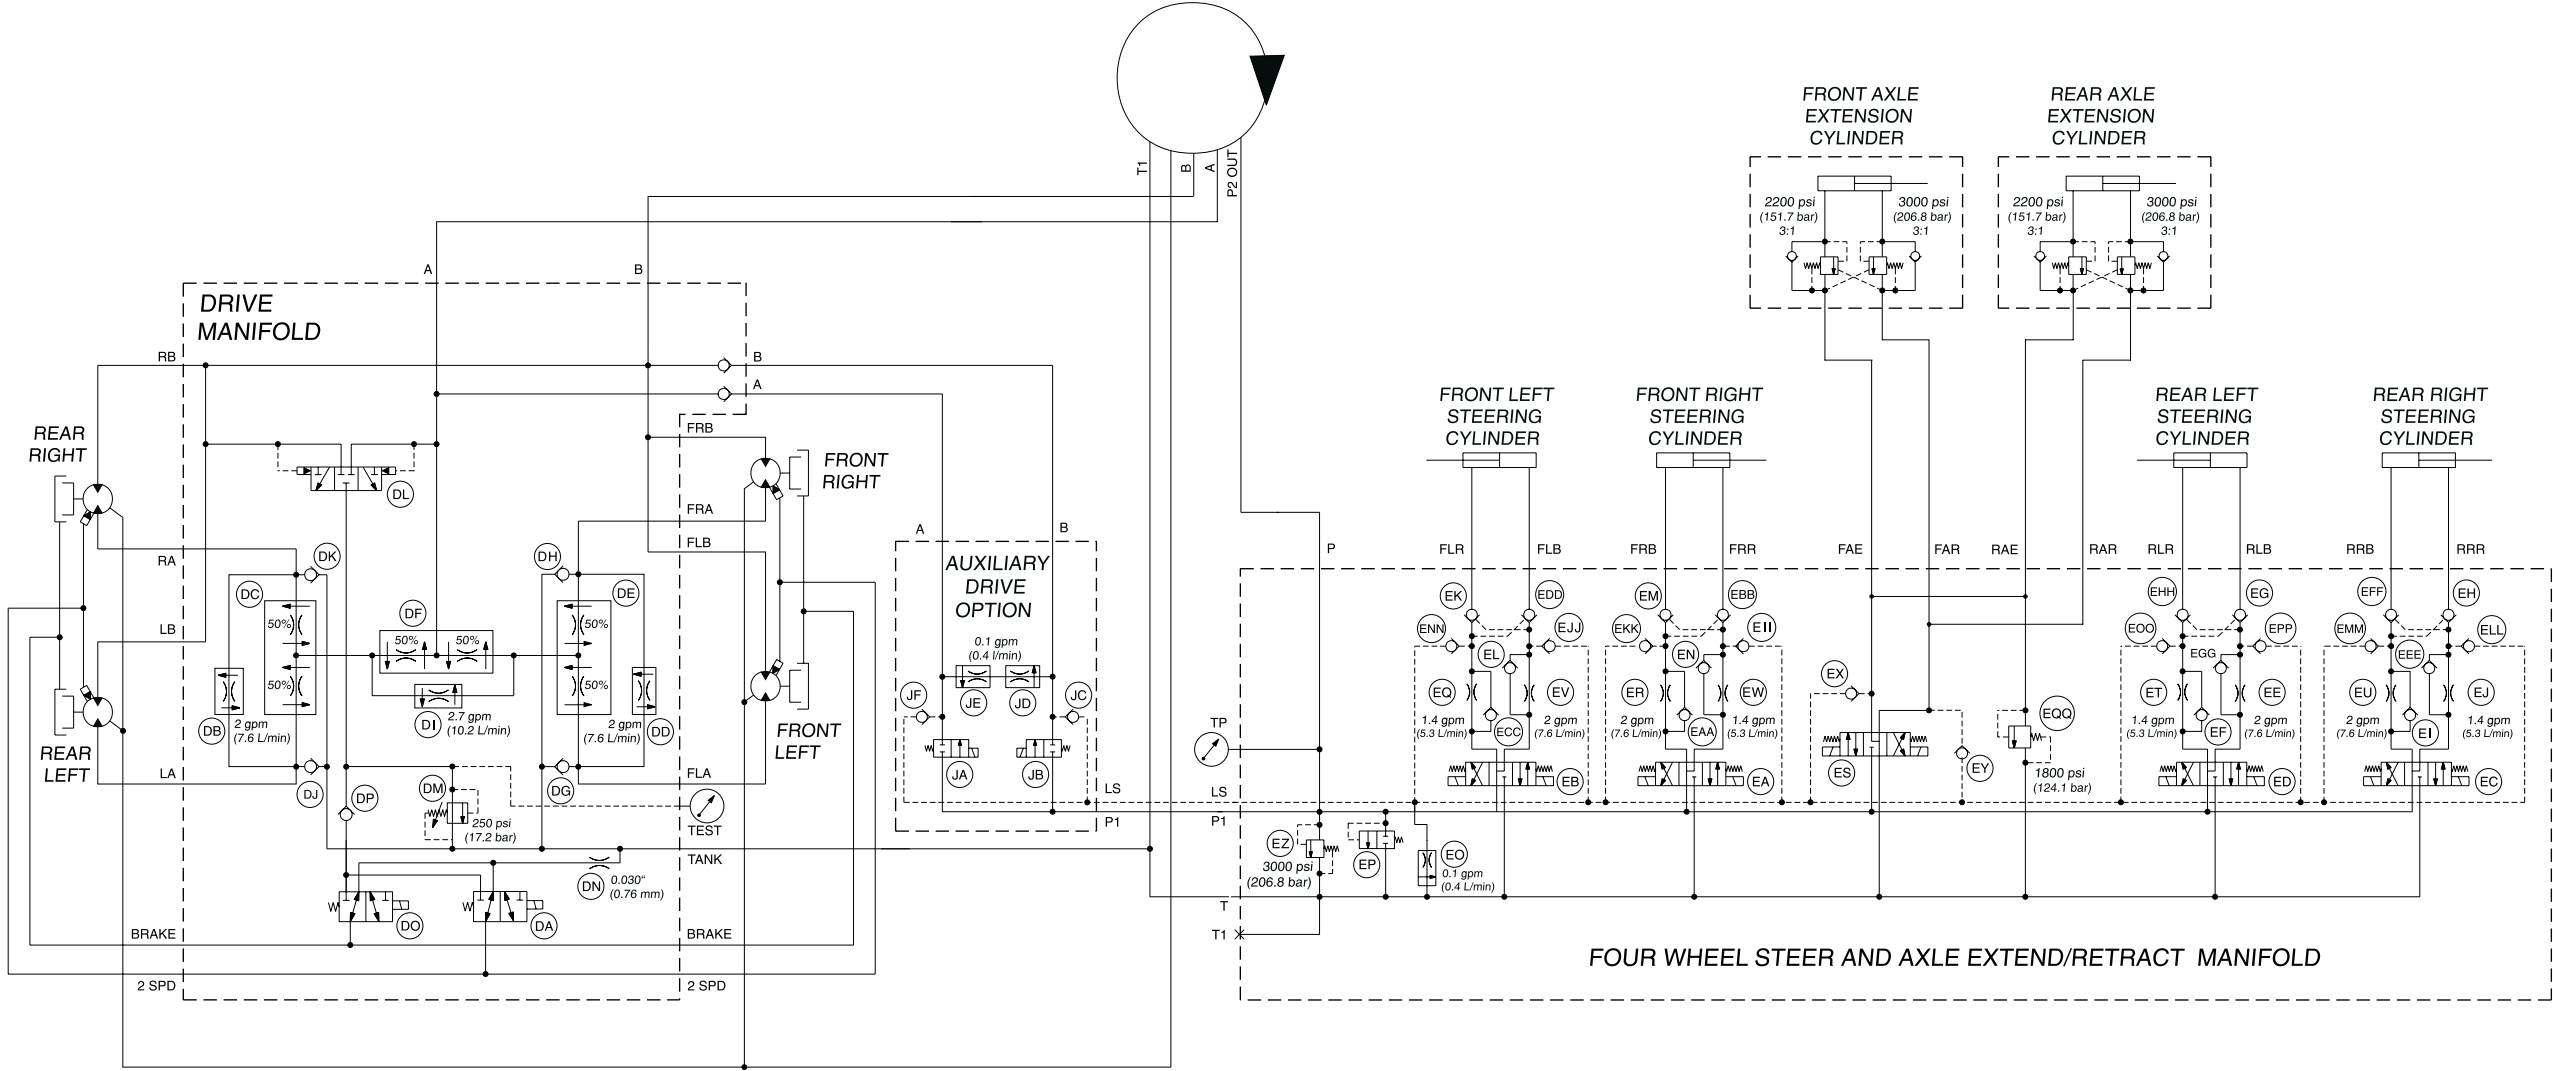 T1
B
A
P2 OUT
FRONT AXLE
EXTENSION
CYLINDER
REAR AXLE
EXTENSION
CYLINDER
2200 psi
(151.7 bar)
3:1
3000 psi
(206.8 bar)
3:1
2200 psi
(151.7 bar)
3:1
3000 psi
(206.8 bar)
3:1
A
B
DRIVE
MANIFOLD
RB
B
A
REAR
RIGHT
FRB
FRONT
RIGHT
DL
FRA
FLB
RA
DK
DH
DC
DE
DF
50%
50%
50%
50%
50%
50%
LB
DB
2 gpm
(7.6 L/min)
DI
2.7 gpm
(10.2 L/min)
2 gpm
(7.6 L/min)
DD
REAR
LEFT
FRONT
LEFT
LA
DJ
DP
DM
250 psi
(17.2 bar)
DG
FLA
TEST
TANK
DN
0.030"
(0.76 mm)
DO
DA
BRAKE
BRAKE
2 SPD
2 SPD
A
B
AUXILIARY
DRIVE
OPTION
0.1 gpm
(0.4 l/min)
JF
JE
JD
JC
JA
JB
LS
P1
FRONT LEFT
STEERING
CYLINDER
FRONT RIGHT
STEERING
CYLINDER
REAR LEFT
STEERING
CYLINDER
REAR RIGHT
STEERING
CYLINDER
P
FLR
FLB
FRB
FRR
FAE
FAR
RAE
RAR
RLR
RLB
RRB
RRR
EK
EDD
EM
EBB
EHH
EG
EFF
EH
ENN
EJJ
EKK
EII
EOO
EPP
EMM
ELL
EL
EN
EGG
EEE
EX
EQ
EV
ER
EW
ET
EE
EU
EJ
1.4 gpm
(5.3 L/min)
2 gpm
(7.6 L/min)
2 gpm
(7.6 L/min)
1.4 gpm
(5.3 L/min)
1.4 gpm
(5.3 L/min)
2 gpm
(7.6 L/min)
2 gpm
(7.6 L/min)
1.4 gpm
(5.3 L/min)
ECC
EAA
EF
EI
EQQ
TP
EB
EA
ES
EY
1800 psi
(124.1 bar)
ED
EC
LS
P1
EZ
3000 psi
(206.8 bar)
EP
EO
0.1 gpm
(0.4 L/min)
T
T1
FOUR WHEEL STEER AND AXLE EXTEND/RETRACT MANIFOLD